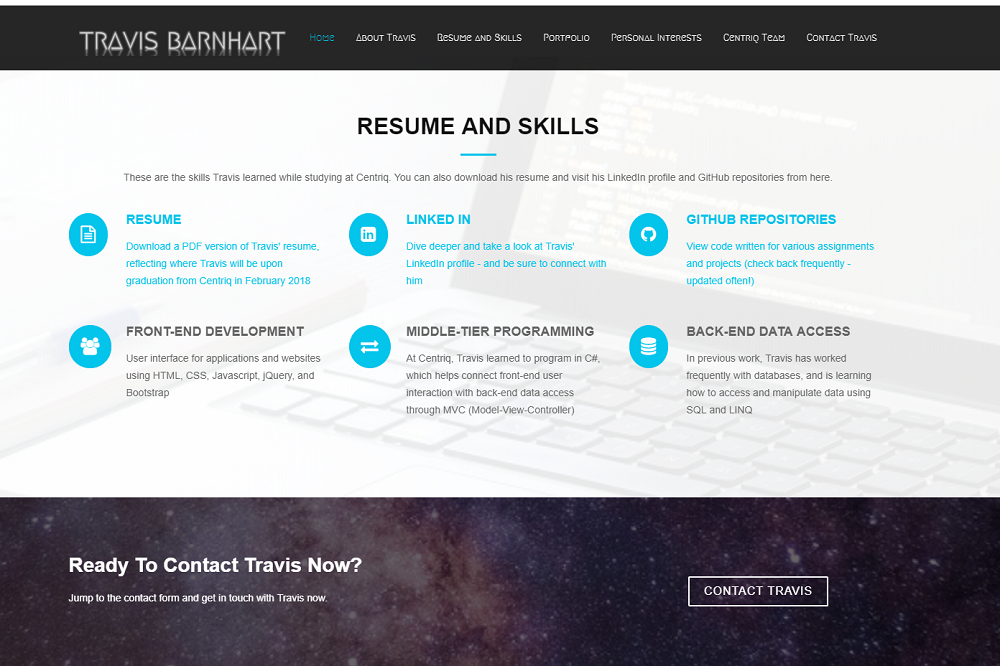 TRAVIS BARNHART
Home
About Travis
Resume and Skills
Portfolio
Personal Interests
Centriq Team
Contact Travis
RESUME AND SKILLS
These are the skills Travis learned while studying at Centriq. You can also download his resume and visit his LinkedIn profile and GitHub repositories from here.
RESUME
Download a PDF version of Travis' resume,
reflecting where Travis will be upon
graduation from Centriq in February 2018
LINKED IN
Dive deeper and take a look at Travis'
LinkedIn profile - and be sure to connect with
him
GITHUB REPOSITORIES
View code written for various assignments
and projects (check back frequently -
updated often!)
FRONT-END DEVELOPMENT
User interface for applications and websites
using HTML, CSS, Javascript, jQuery, and
Bootstrap
MIDDLE-TIER PROGRAMMING
At Centriq, Travis learned to program in C#,
which helps connect front-end user
interaction with back-end data access
through MVC (Model-View-Controller)
BACK-END DATA ACCESS
In previous work, Travis has worked
frequently with databases, and is learning
how to access and manipulate data using
SQL and LINQ
Ready To Contact Travis Now?
Jump to the contact form and get in touch with Travis now.
CONTACT TRAVIS